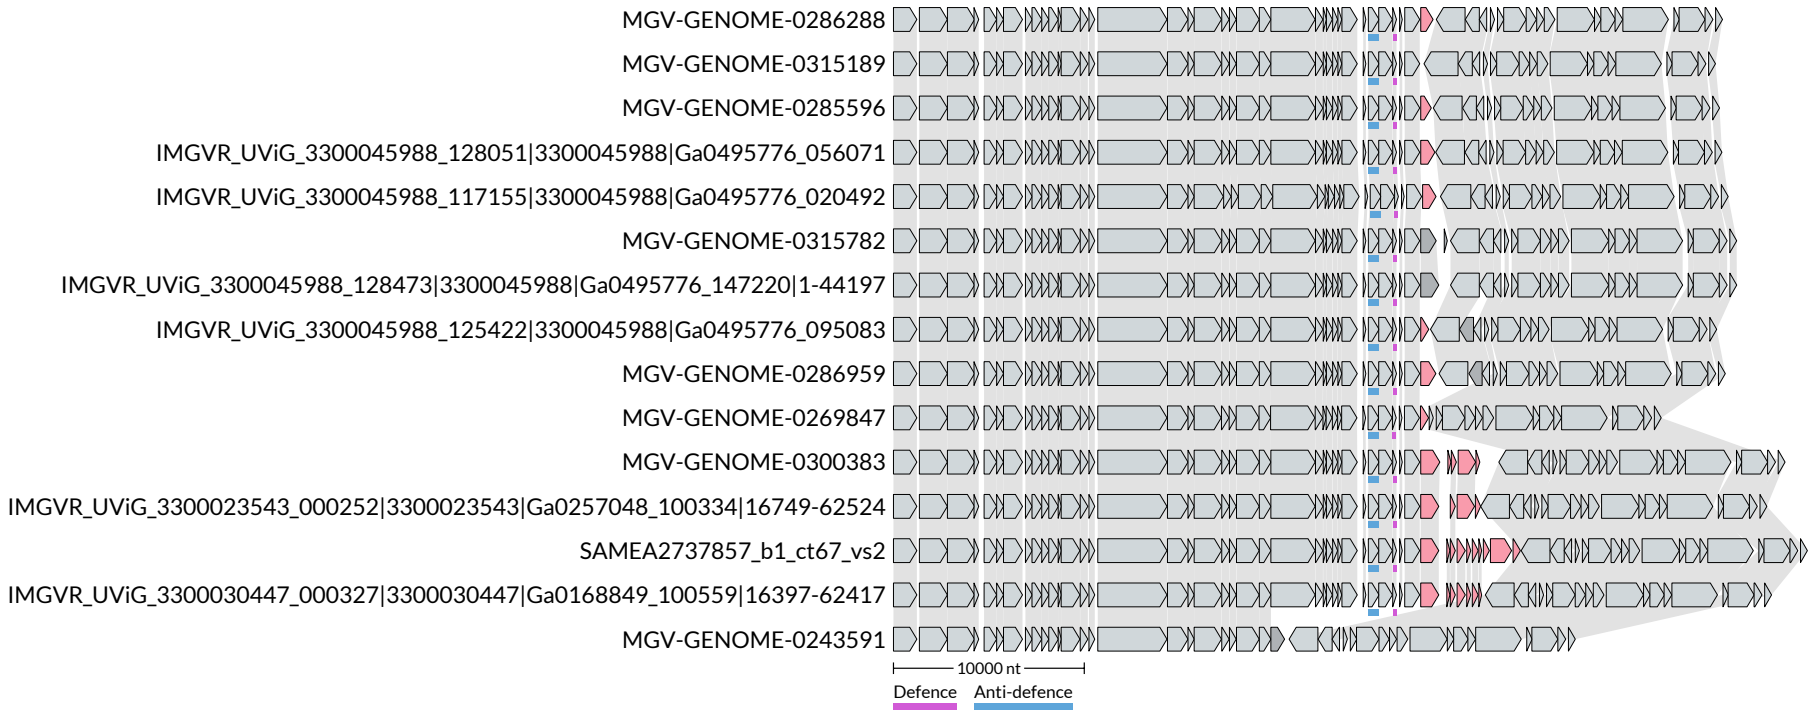 MGV-GENOME-0286288
MGV-GENOME-0315189
MGV-GENOME-0285596
IMGVR_UViG_3300045988_128051|3300045988|Ga0495776_056071
IMGVR_UViG_3300045988_117155|3300045988|Ga0495776_020492
MGV-GENOME-0315782
IMGVR_UViG_3300045988_128473|3300045988|Ga0495776_147220|1-44197
IMGVR_UViG_3300045988_125422|3300045988|Ga0495776_095083
MGV-GENOME-0286959
MGV-GENOME-0269847
MGV-GENOME-0300383
IMGVR_UViG_3300023543_000252|3300023543|Ga0257048_100334|16749-62524
SAMEA2737857_b1_ct67_vs2
IMGVR_UViG_3300030447_000327|3300030447|Ga0168849_100559|16397-62417
MGV-GENOME-0243591
10000 nt
Defence Anti-defence